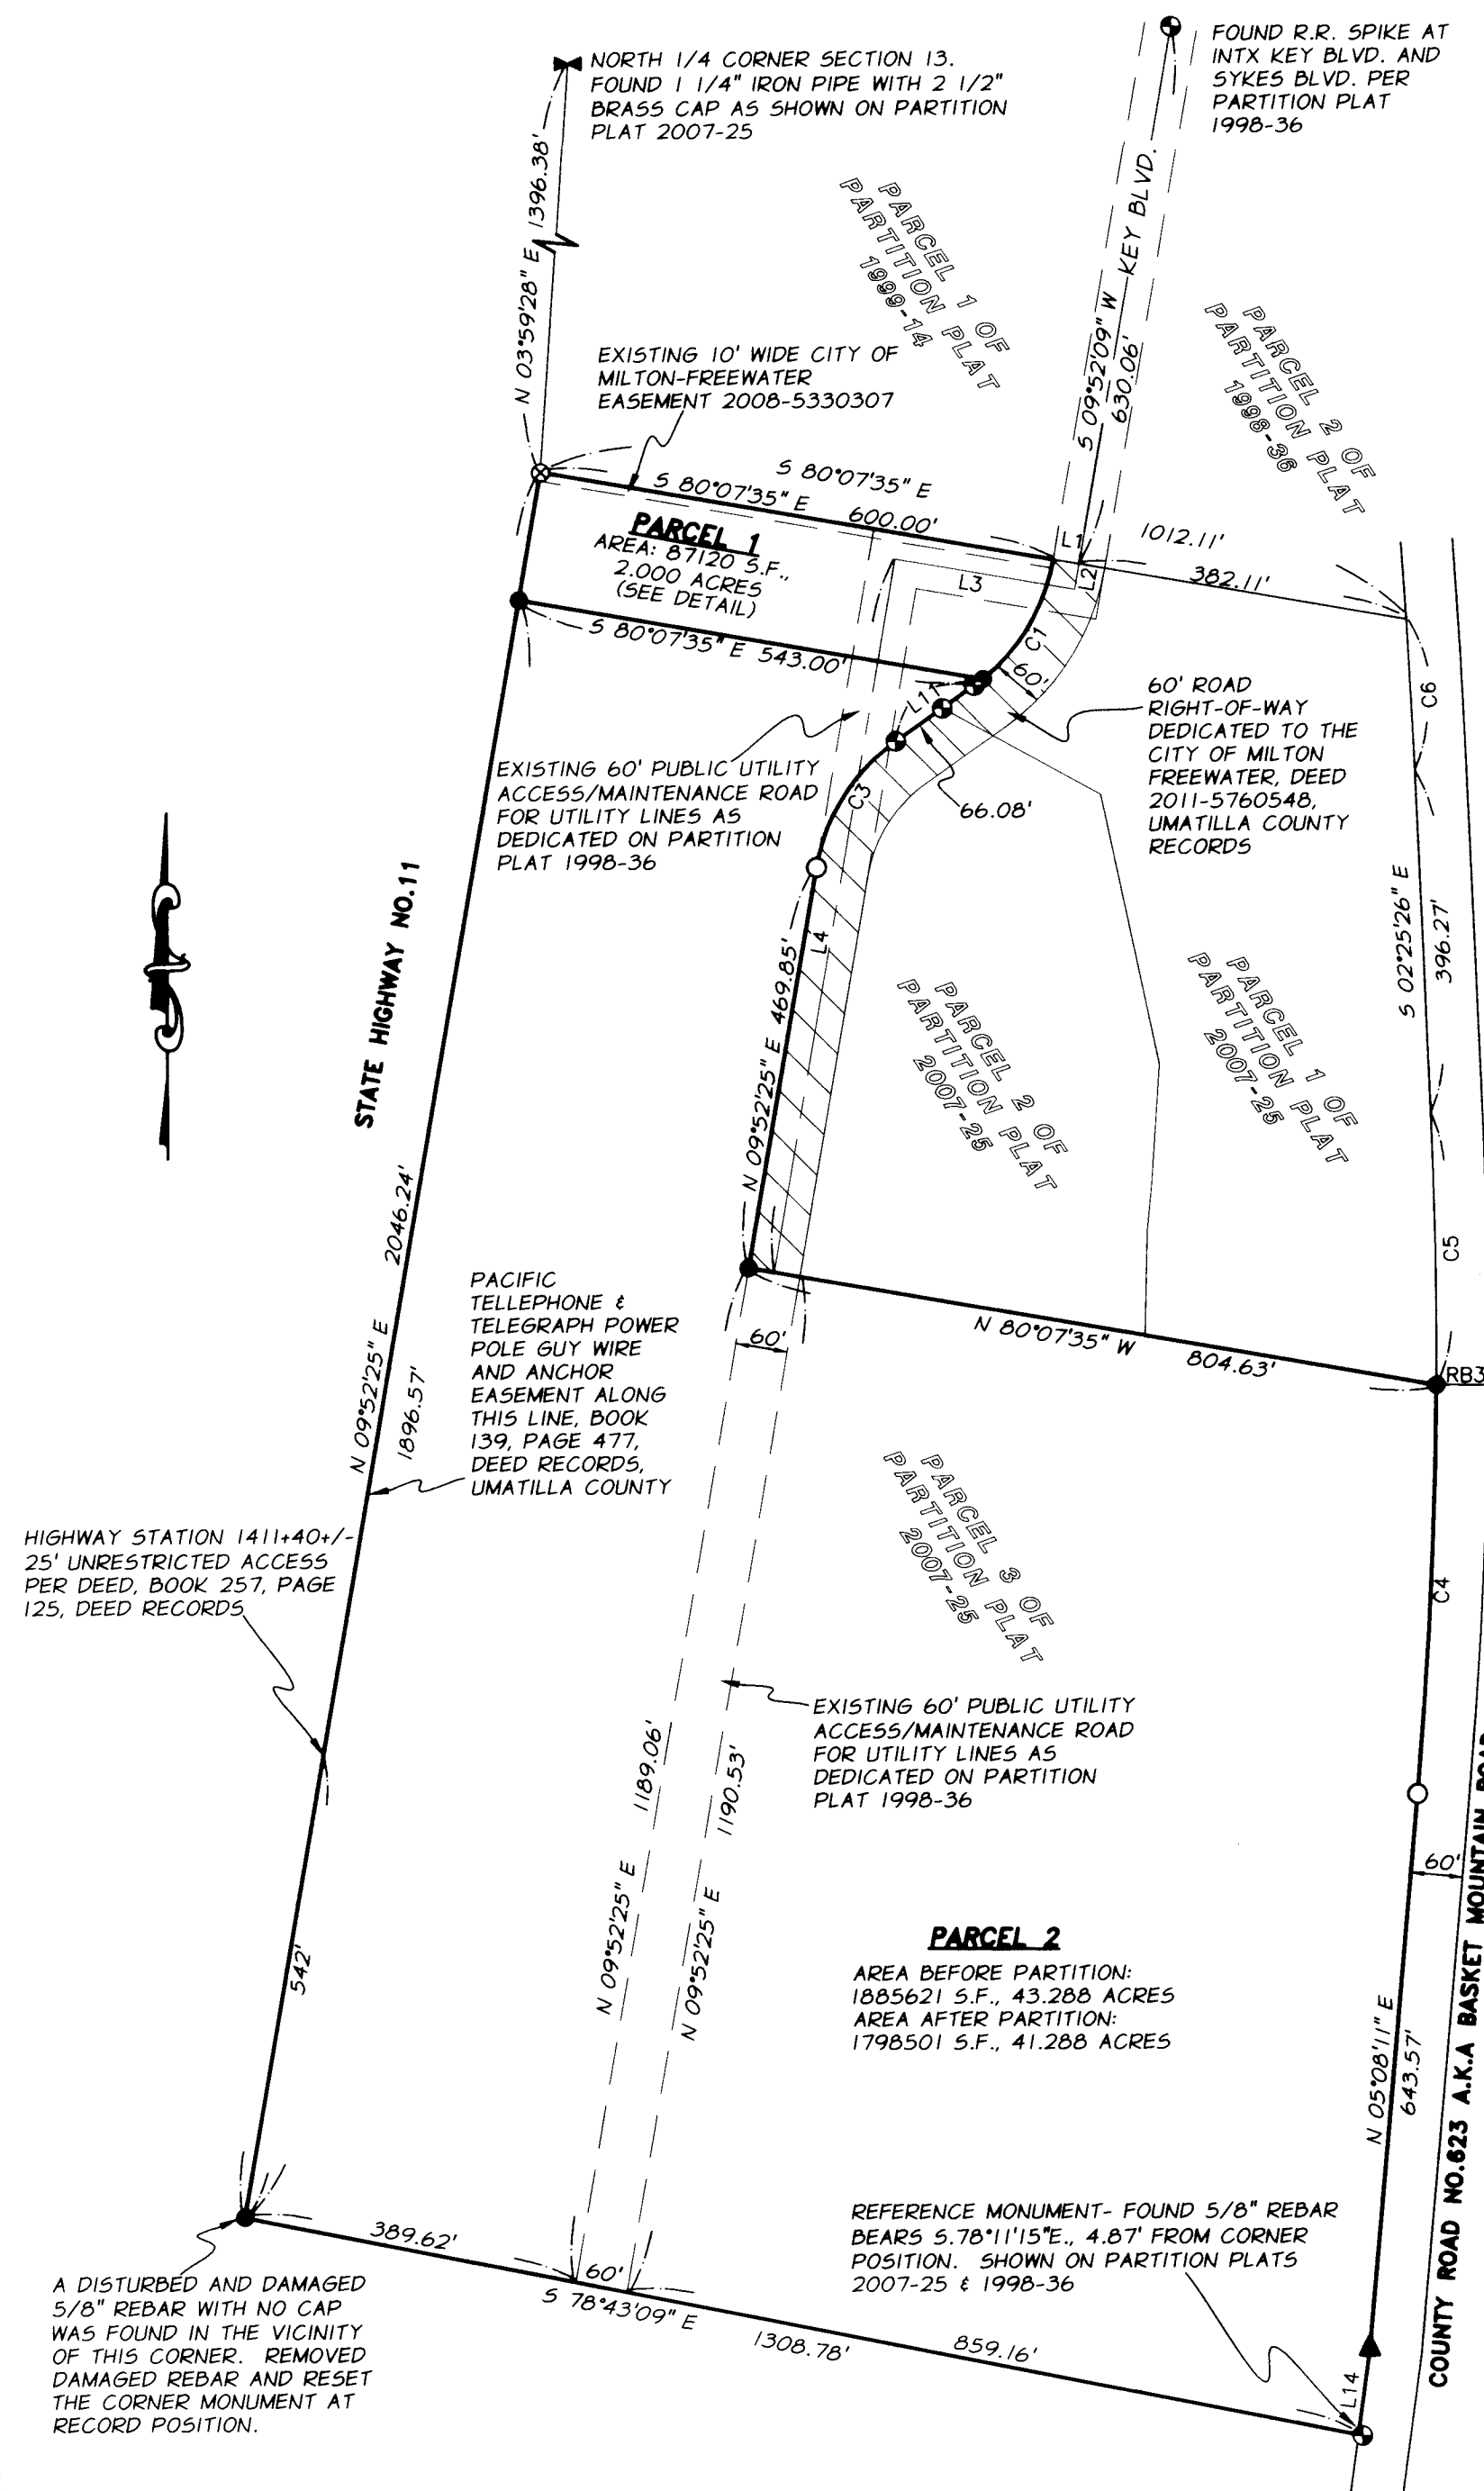 NORTH 1/4 CORNER SECTION 13.
FOUND 1 1/4" IRON PIPE WITH 2 1/2"
BRASS CAP AS SHOWN ON PARTITION
PLAT 2007-25
FOUND R.R. SPIKE AT
INTX KEY BLVD. AND
SYKES BLVD. PER
PARTITION PLAT
1998-36
N 03°59'28" E 1396.38'
PARCEL 1 OF
PARTITION PLAT
1999-14
KEY BLVD.
S 09°52'09" W
630.06'
PARCEL 2 OF
PARTITION PLAT
1998-36
EXISTING 10' WIDE CITY OF
MILTON-FREEWATER
EASEMENT 2008-5330307
S 80°07'35" E
S 80°07'35" E
600.00'
L1
1012.11'
382.11'
L2
L3
PARCEL 1
AREA: 87120 S.F.,
2.000 ACRES
(SEE DETAIL)
S 80°07'35" E 543.00'
C1
60'
L11
C6
60' ROAD
RIGHT-OF-WAY
DEDICATED TO THE
CITY OF MILTON
FREEWATER, DEED
2011-5760548,
UMATILLA COUNTY
RECORDS
EXISTING 60' PUBLIC UTILITY
ACCESS/MAINTENANCE ROAD
FOR UTILITY LINES AS
DEDICATED ON PARTITION
PLAT 1998-36
C3
66.08'
STATE HIGHWAY NO.11
L4
N 09°52'25" E 469.85'
S 02°25'26" E
396.27'
PARCEL 2 OF
PARTITION PLAT
2007-25
PARCEL 1 OF
PARTITION PLAT
2007-25
N 09°52'25" E 2046.24'
1896.57'
C5
PACIFIC
TELLEPHONE &
TELEGRAPH POWER
POLE GUY WIRE
AND ANCHOR
EASEMENT ALONG
THIS LINE, BOOK
139, PAGE 477,
DEED RECORDS,
UMATILLA COUNTY
60'
N 80°07'35" W
804.63'
RB3
PARCEL 3 OF
PARTITION PLAT
2007-25
HIGHWAY STATION 1411+40+/-
25' UNRESTRICTED ACCESS
PER DEED, BOOK 257, PAGE
125, DEED RECORDS
C4
EXISTING 60' PUBLIC UTILITY
ACCESS/MAINTENANCE ROAD
FOR UTILITY LINES AS
DEDICATED ON PARTITION
PLAT 1998-36
N 09°52'25" E 1189.06'
N 09°52'25" E 1190.53'
60'
542'
PARCEL 2
AREA BEFORE PARTITION:
1885621 S.F., 43.288 ACRES
AREA AFTER PARTITION:
1798501 S.F., 41.288 ACRES
N 05°08'11" E
643.57'
COUNTY ROAD NO.623 A.K.A BASKET MOUNTAIN ROAD
REFERENCE MONUMENT- FOUND 5/8" REBAR
BEARS S.78°11'15"E., 4.87' FROM CORNER
POSITION. SHOWN ON PARTITION PLATS
2007-25 & 1998-36
389.62'
60'
S 78°43'09" E
1308.78'
859.16'
L14
A DISTURBED AND DAMAGED
5/8" REBAR WITH NO CAP
WAS FOUND IN THE VICINITY
OF THIS CORNER. REMOVED
DAMAGED REBAR AND RESET
THE CORNER MONUMENT AT
RECORD POSITION.